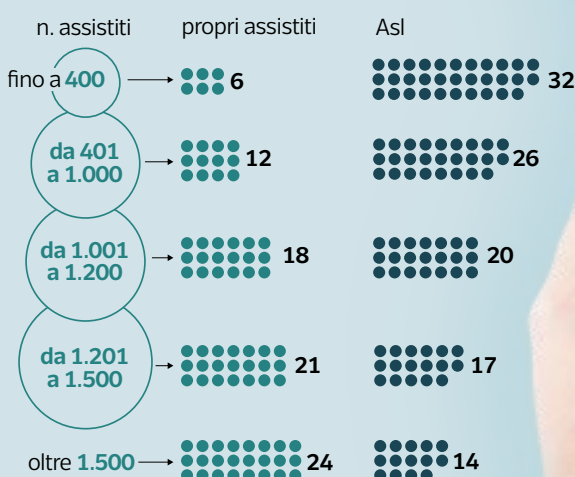 n. assistiti propri assistiti Asl
fino a 400 6 32
da 401
a 1.000 12 26
da 1.001
a 1.200 18 20
da 1.201
a 1.500 21 17
oltre 1.500 24 14